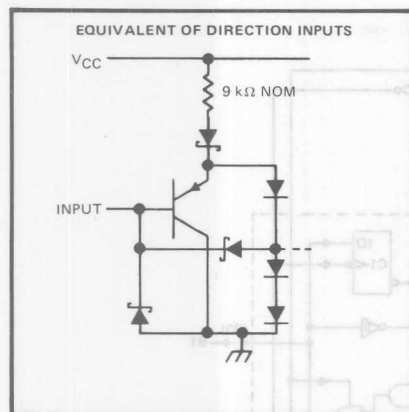 EQUIVALENT OF DIRECTION INPUTS
VCC
9 kΩ NOM
INPUT